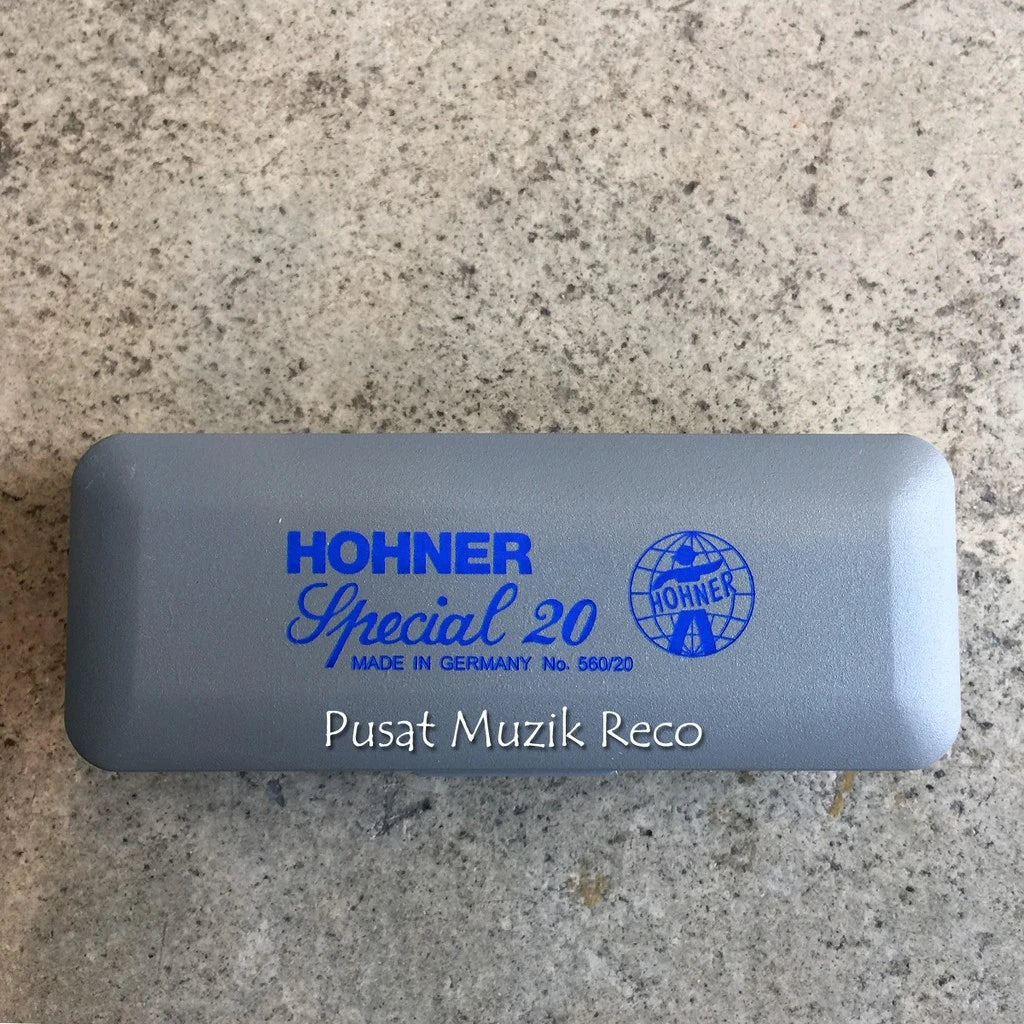 HOHNER
Special 20
MADE IN GERMANY No. 560/20
HOHNER
Pusat Muzik Reco